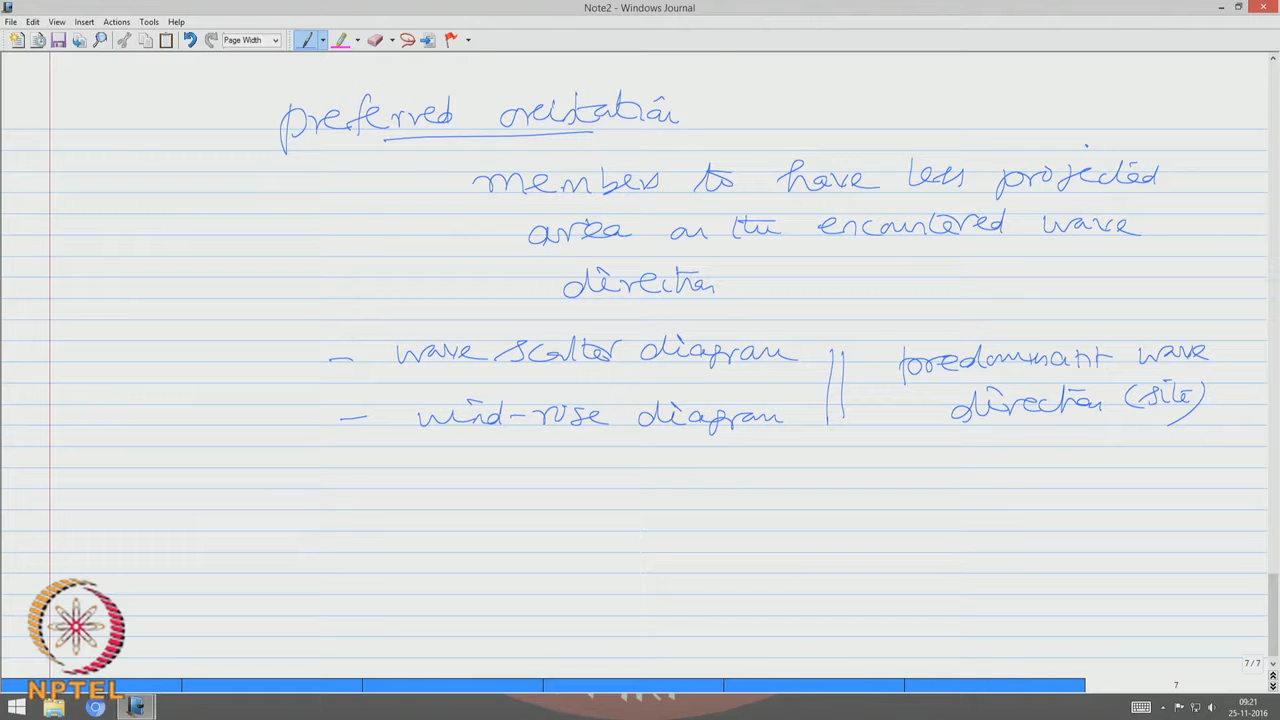 Note2 - Windows Journal
File Edit View Insert Actions Tools Help
Page Width
preferred orientation
members to have less projected
area on the encountered wave
direction
- wave scatter diagram
predominant wave
direction (site)
- wind-rose diagram
7 / 7
7
NPTEL
09:21
25-11-2016